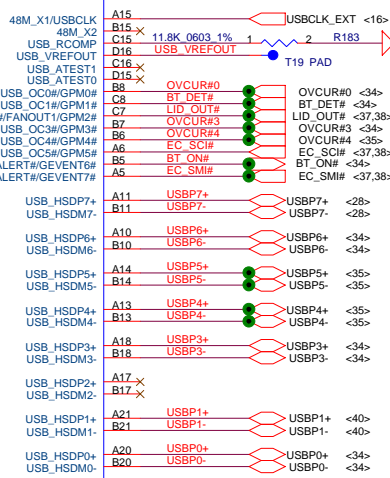 48M_X1/USBCLK A15 USBCLK_EXT <16>
48M_X2 B15
USB_RCOMP C15 11.8K_0603_1% 1 2 R183
USB_VREFOUT D16 USB_VREFOUT
T19 PAD
USB_ATEST1 C16
USB_ATEST0 D15
USB_OC0#/GPM0# B8 OVCUR#0 OVCUR#0 <34>
USB_OC1#/GPM1# C8 BT_DET# BT_DET# <34>
#/FANOUT1/GPM2# C7 LID_OUT# LID_OUT# <37,38>
USB_OC3#/GPM3# B7 OVCUR#3 OVCUR#3 <34>
USB_OC4#/GPM4# B6 OVCUR#4 OVCUR#4 <35>
USB_OC5#/GPM5# A6 EC_SCI# EC_SCI# <37,38>
ALERT#/GEVENT6# B5 BT_ON# BT_ON# <34>
ALERT#/GEVENT7# A5 EC_SMI# EC_SMI# <37,38>
USB_HSDP7+ A11 USBP7+ USBP7+ <28>
USB_HSDM7- B11 USBP7- USBP7- <28>
USB_HSDP6+ A10 USBP6+ USBP6+ <34>
USB_HSDM6- B10 USBP6- USBP6- <34>
USB_HSDP5+ A14 USBP5+ USBP5+ <35>
USB_HSDM5- B14 USBP5- USBP5- <35>
USB_HSDP4+ A13 USBP4+ USBP4+ <35>
USB_HSDM4- B13 USBP4- USBP4- <35>
USB_HSDP3+ A18 USBP3+ USBP3+ <34>
USB_HSDM3- B18 USBP3- USBP3- <34>
USB_HSDP2+ A17
USB_HSDM2- B17
USB_HSDP1+ A21 USBP1+ USBP1+ <40>
USB_HSDM1- B21 USBP1- USBP1- <40>
USB_HSDP0+ A20 USBP0+ USBP0+ <34>
USB_HSDM0- B20 USBP0- USBP0- <34>